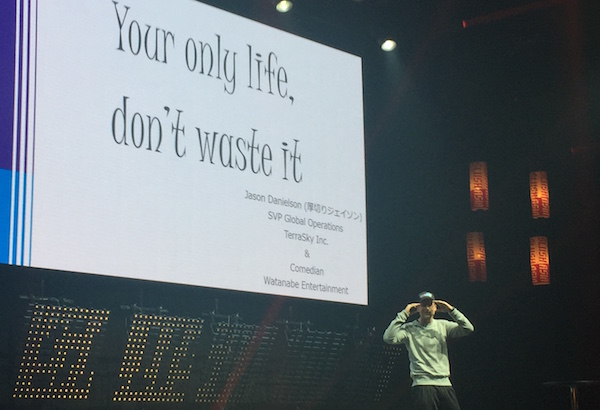 Your only life,
don't waste it
Jason Danielson (厚切りジェイソン)
SVP Global Operations
TerraSky Inc.
&
Comedian
Watanabe Entertainment